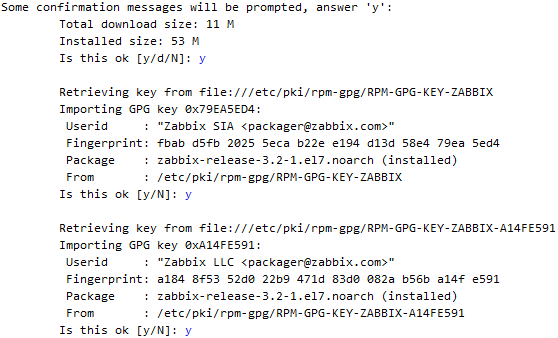 Some confirmation messages will be prompted, answer 'y':
Total download size: 11 M
Installed size: 53 M
Is this ok [y/d/N]: y
Retrieving key from file:///etc/pki/rpm-gpg/RPM-GPG-KEY-ZABBIX
Importing GPG key 0x79EA5ED4:
Userid     : "Zabbix SIA <packager@zabbix.com>"
Fingerprint: fbab d5fb 2025 5eca b22e e194 d13d 58e4 79ea 5ed4
Package    : zabbix-release-3.2-1.el7.noarch (installed)
From       : /etc/pki/rpm-gpg/RPM-GPG-KEY-ZABBIX
Is this ok [y/N]: y
Retrieving key from file:///etc/pki/rpm-gpg/RPM-GPG-KEY-ZABBIX-A14FE591
Importing GPG key 0xA14FE591:
Userid     : "Zabbix LLC <packager@zabbix.com>"
Fingerprint: a184 8f53 52d0 22b9 471d 83d0 082a b56b a14f e591
Package    : zabbix-release-3.2-1.el7.noarch (installed)
From       : /etc/pki/rpm-gpg/RPM-GPG-KEY-ZABBIX-A14FE591
Is this ok [y/N]: y